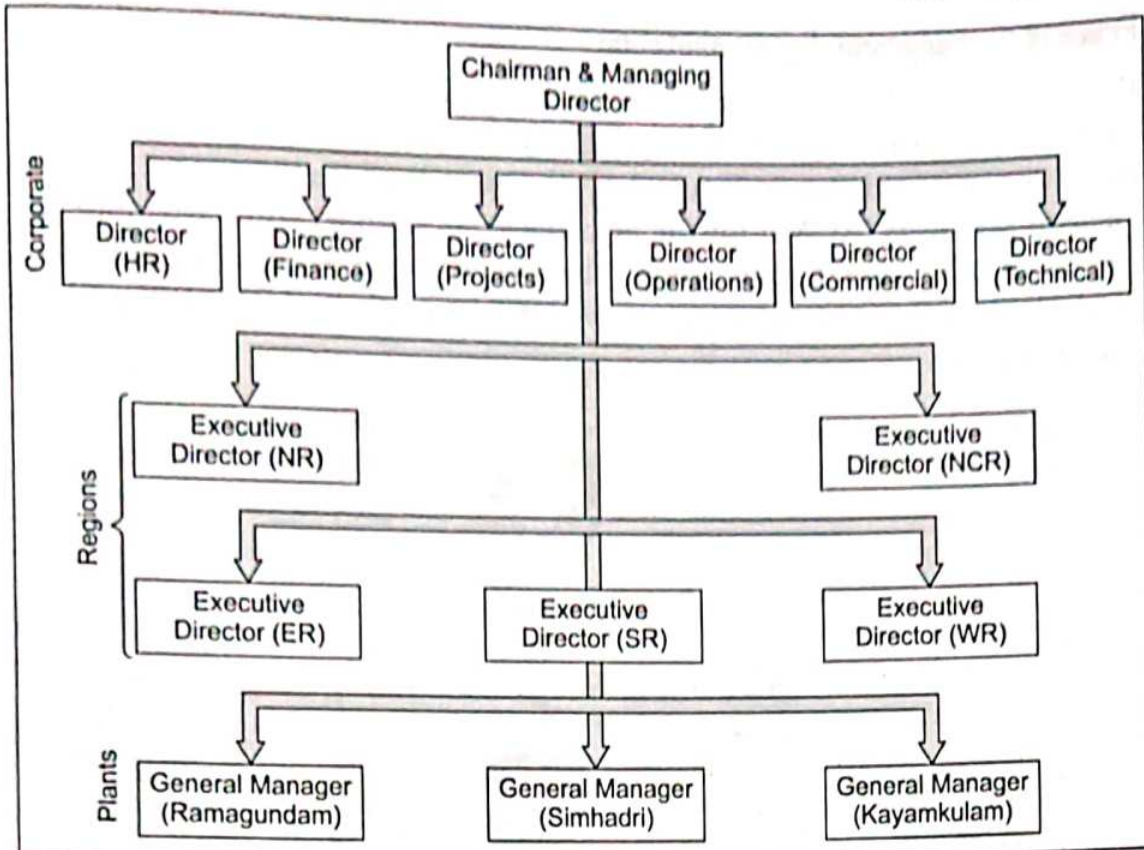 Chairman & Managing
Director
Corporate
Director
(HR)
Director
(Finance)
Director
(Projects)
Director
(Operations)
Director
(Commercial)
Director
(Technical)
Regions
Executive
Director (NR)
Executive
Director (NCR)
Executive
Director (ER)
Executive
Director (SR)
Executive
Director (WR)
Plants
General Manager
(Ramagundam)
General Manager
(Simhadri)
General Manager
(Kayamkulam)